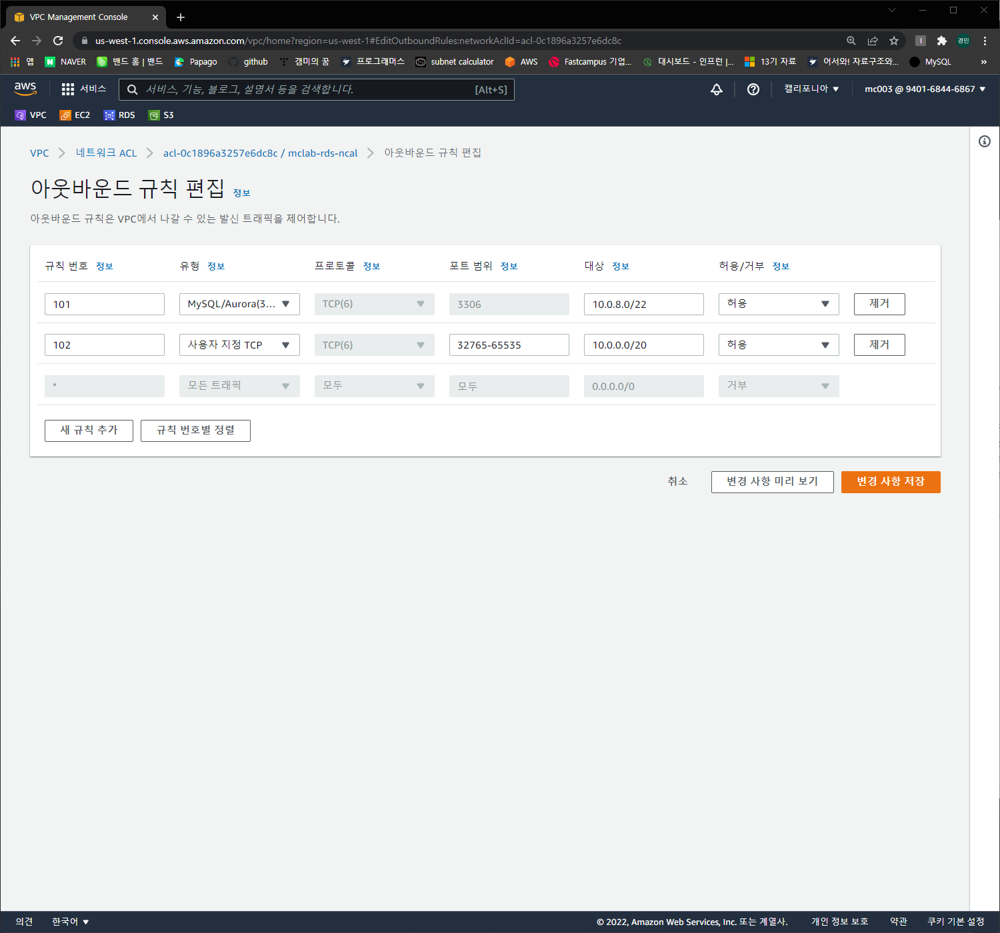 VPC Management Console
us-west-1.console.aws.amazon.com/vpc/home?region=us-west-1#EditOutboundRules:networkAclId=acl-0c1896a3257e6dc8c
I
경민
앱 NAVER 밴드 홈 | 밴드 Papago github 캠미의 꿈 프로그래머스 subnet calculator AWS Fastcampus 기업... 대시보드 - 인프런 |... 13기 자료 어서와! 자료구조와... MySQL »
aws 서비스 서비스, 기능, 블로그, 설명서 등을 검색합니다. [Alt+S] 캘리포니아 mc003 @ 9401-6844-6867
VPC EC2 RDS S3
VPC 네트워크 ACL acl-0c1896a3257e6dc8c / mclab-rds-ncal 아웃바운드 규칙 편집
아웃바운드 규칙 편집 정보
아웃바운드 규칙은 VPC에서 나갈 수 있는 발신 트래픽을 제어합니다.
규칙 번호 정보 유형 정보 프로토콜 정보 포트 범위 정보 대상 정보 허용/거부 정보
101 MySQL/Aurora(3... TCP(6) 3306 10.0.8.0/22 허용 제거
102 사용자 지정 TCP TCP(6) 32765-65535 10.0.0.0/20 허용 제거
* 모든 트래픽 모두 모두 0.0.0.0/0 거부
새 규칙 추가 규칙 번호별 정렬
취소 변경 사항 미리 보기 변경 사항 저장
의견 한국어 © 2022, Amazon Web Services, Inc. 또는 계열사. 개인 정보 보호 약관 쿠키 기본 설정